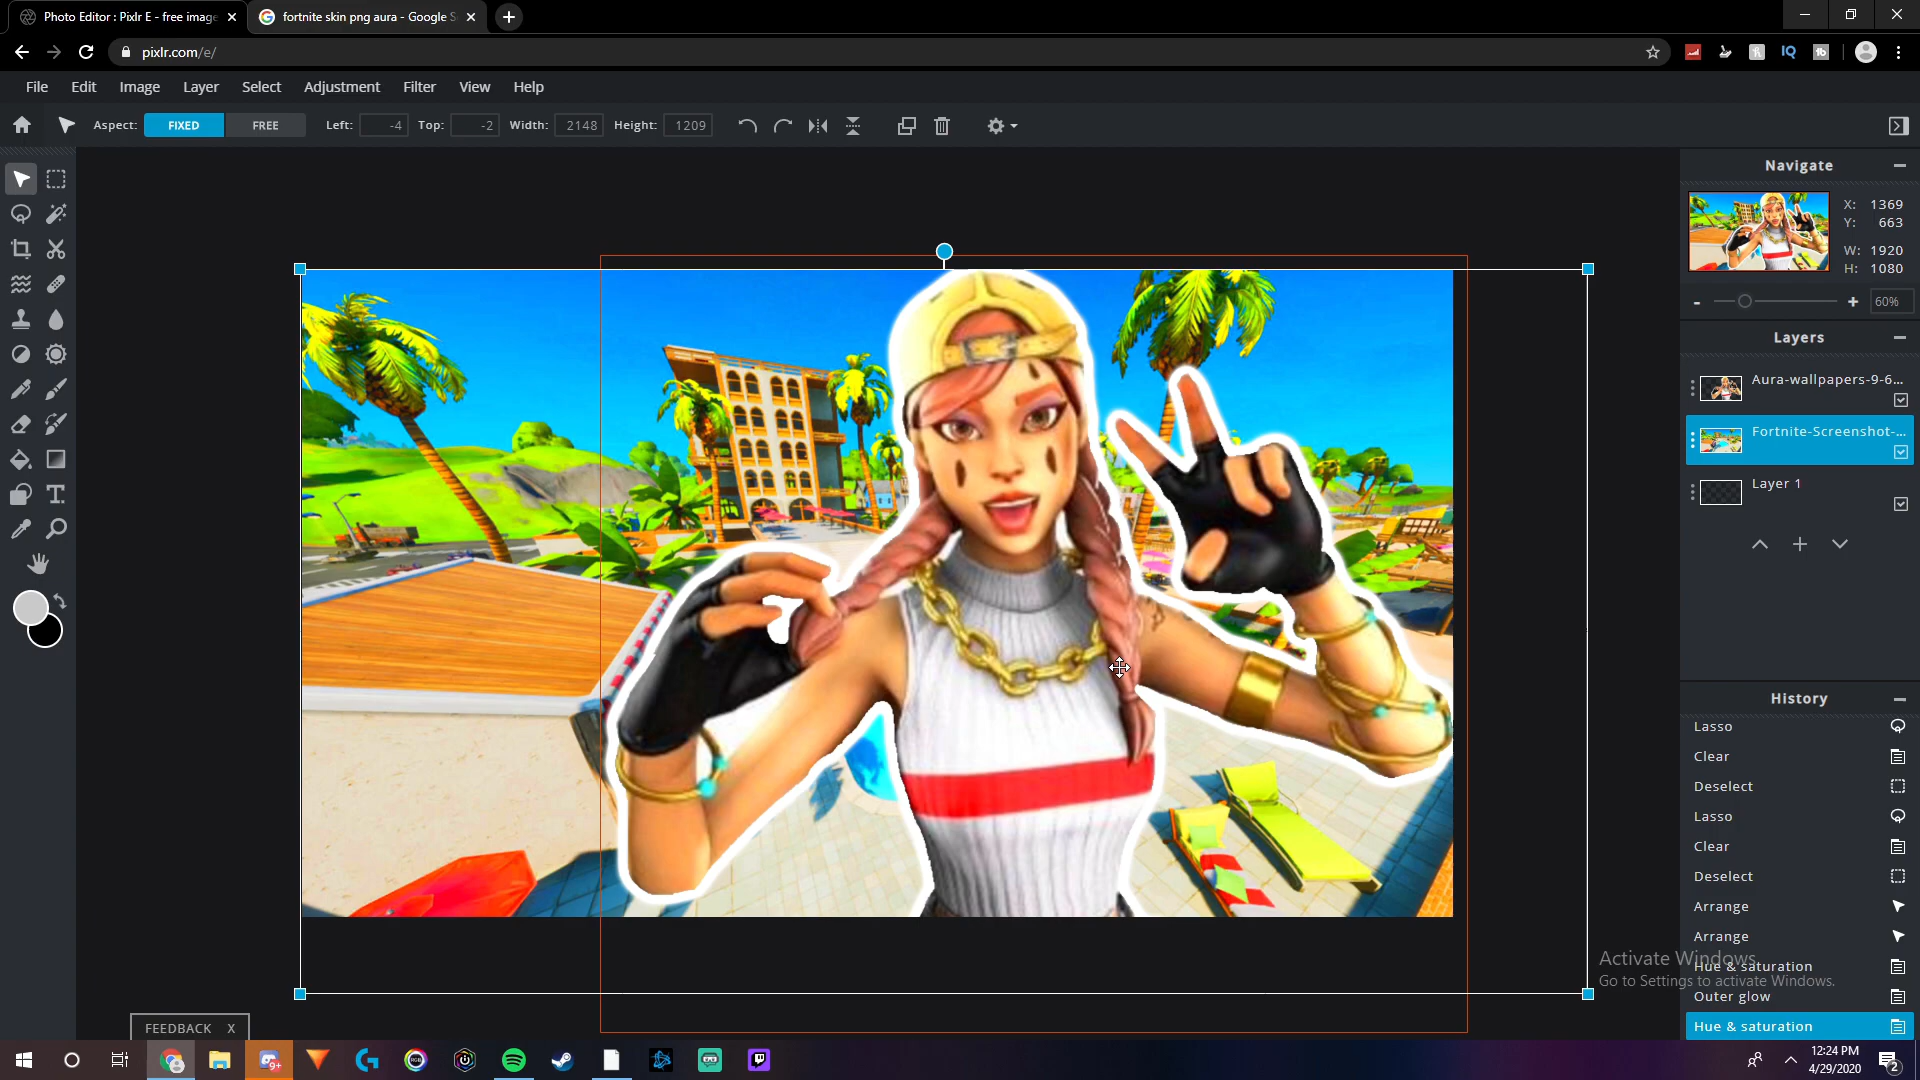 Photo Editor : Pixlr E - free image
fortnite skin png aura - Google S
pixlr.com/e/
IQ
File Edit Image Layer Select Adjustment Filter View Help
Aspect: FIXED FREE Left: -4 Top: -2 Width: 2148 Height: 1209
Navigate
X: 1369
Y: 663
W: 1920
H: 1080
- + 60%
Layers
Aura-wallpapers-9-6...
Fortnite-Screenshot-...
Layer 1
History
Lasso
Clear
Deselect
Lasso
Clear
Deselect
Arrange
Arrange
Hue & saturation
Outer glow
Hue & saturation
Activate Windows
Go to Settings to activate Windows.
FEEDBACK X
9+
12:24 PM
4/29/2020
2